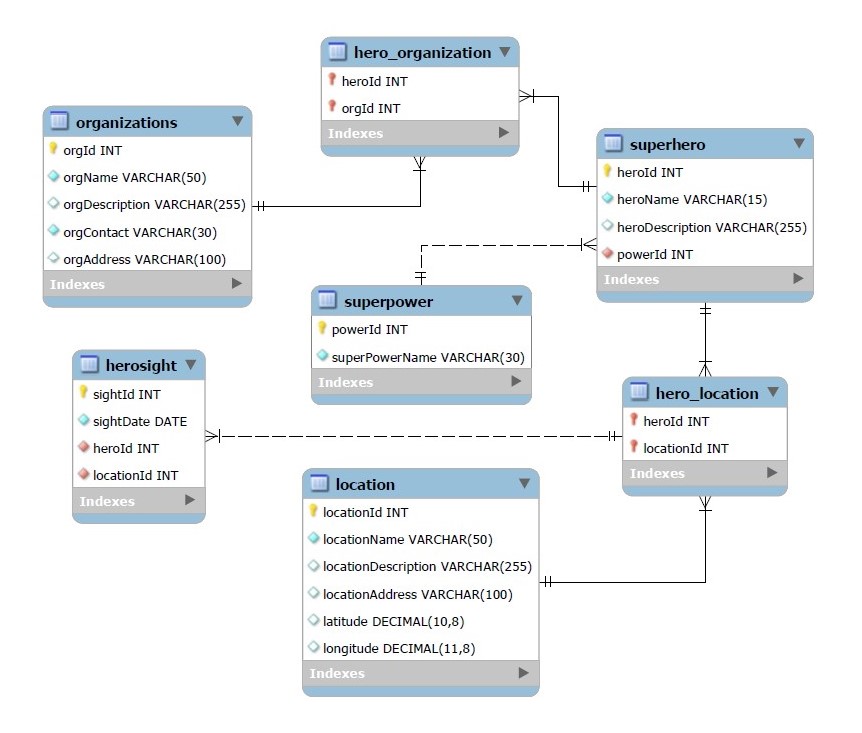 hero_organization
heroId INT
orgId INT
Indexes
organizations
orgId INT
orgName VARCHAR(50)
orgDescription VARCHAR(255)
orgContact VARCHAR(30)
orgAddress VARCHAR(100)
Indexes
superhero
heroId INT
heroName VARCHAR(15)
heroDescription VARCHAR(255)
powerId INT
Indexes
superpower
powerId INT
superPowerName VARCHAR(30)
Indexes
herosight
sightId INT
sightDate DATE
heroId INT
locationId INT
Indexes
hero_location
heroId INT
locationId INT
Indexes
location
locationId INT
locationName VARCHAR(50)
locationDescription VARCHAR(255)
locationAddress VARCHAR(100)
latitude DECIMAL(10,8)
longitude DECIMAL(11,8)
Indexes